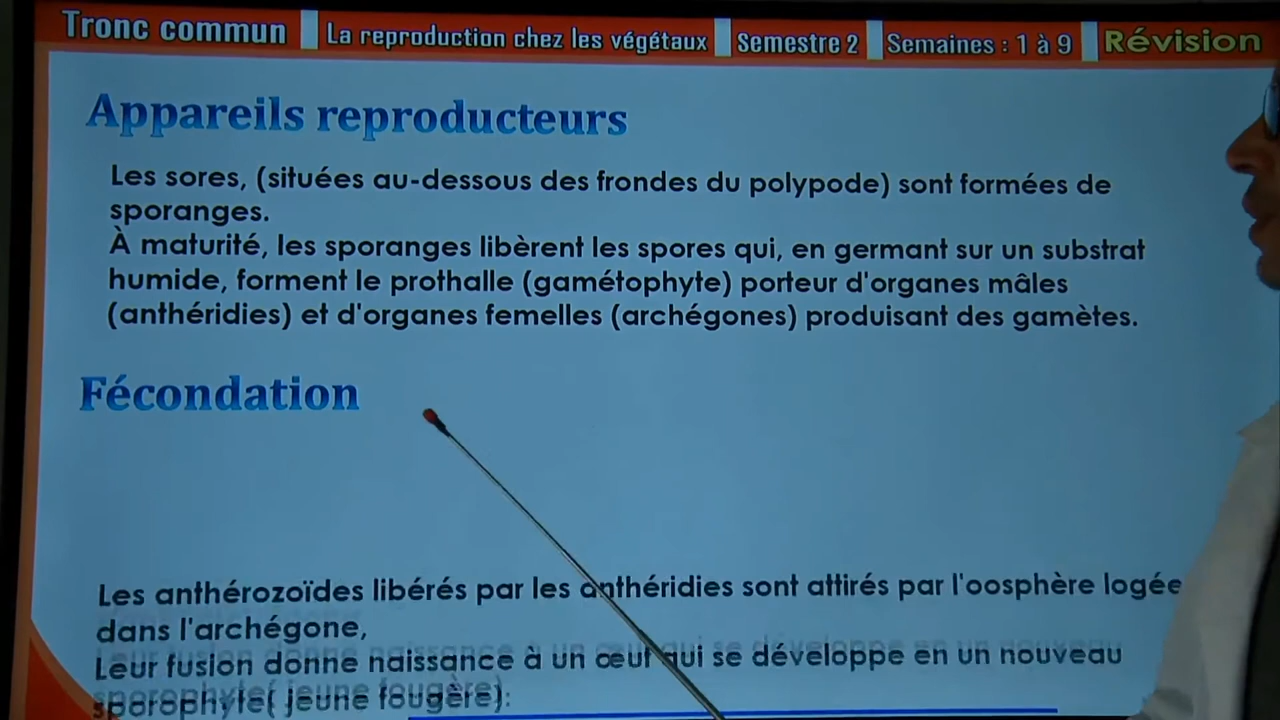 Tronc commun La reproduction chez les végétaux Semestre 2 Semaines : 1 à 9 Révision
Appareils reproducteurs
Les sores, (situées au-dessous des frondes du polypode) sont formées de
sporanges.
À maturité, les sporanges libèrent les spores qui, en germant sur un substrat
humide, forment le prothalle (gamétophyte) porteur d'organes mâles
(anthéridies) et d'organes femelles (archégones) produisant des gamètes.
Fécondation
Les anthérozoïdes libérés par les anthéridies sont attirés par l'oosphère logée
dans l'archégone,
Leur fusion donne naissance à un œuf qui se développe en un nouveau
sporophyte( jeune fougère).